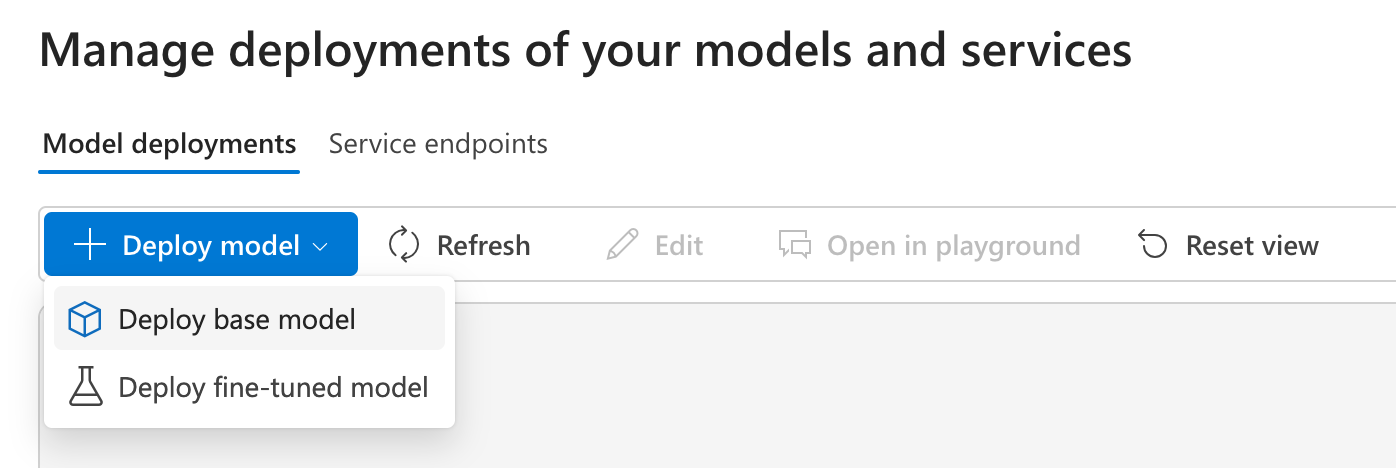 Manage deployments of your models and services
Model deployments Service endpoints
Deploy model Refresh Edit Open in playground Reset view
Deploy base model
Deploy fine-tuned model